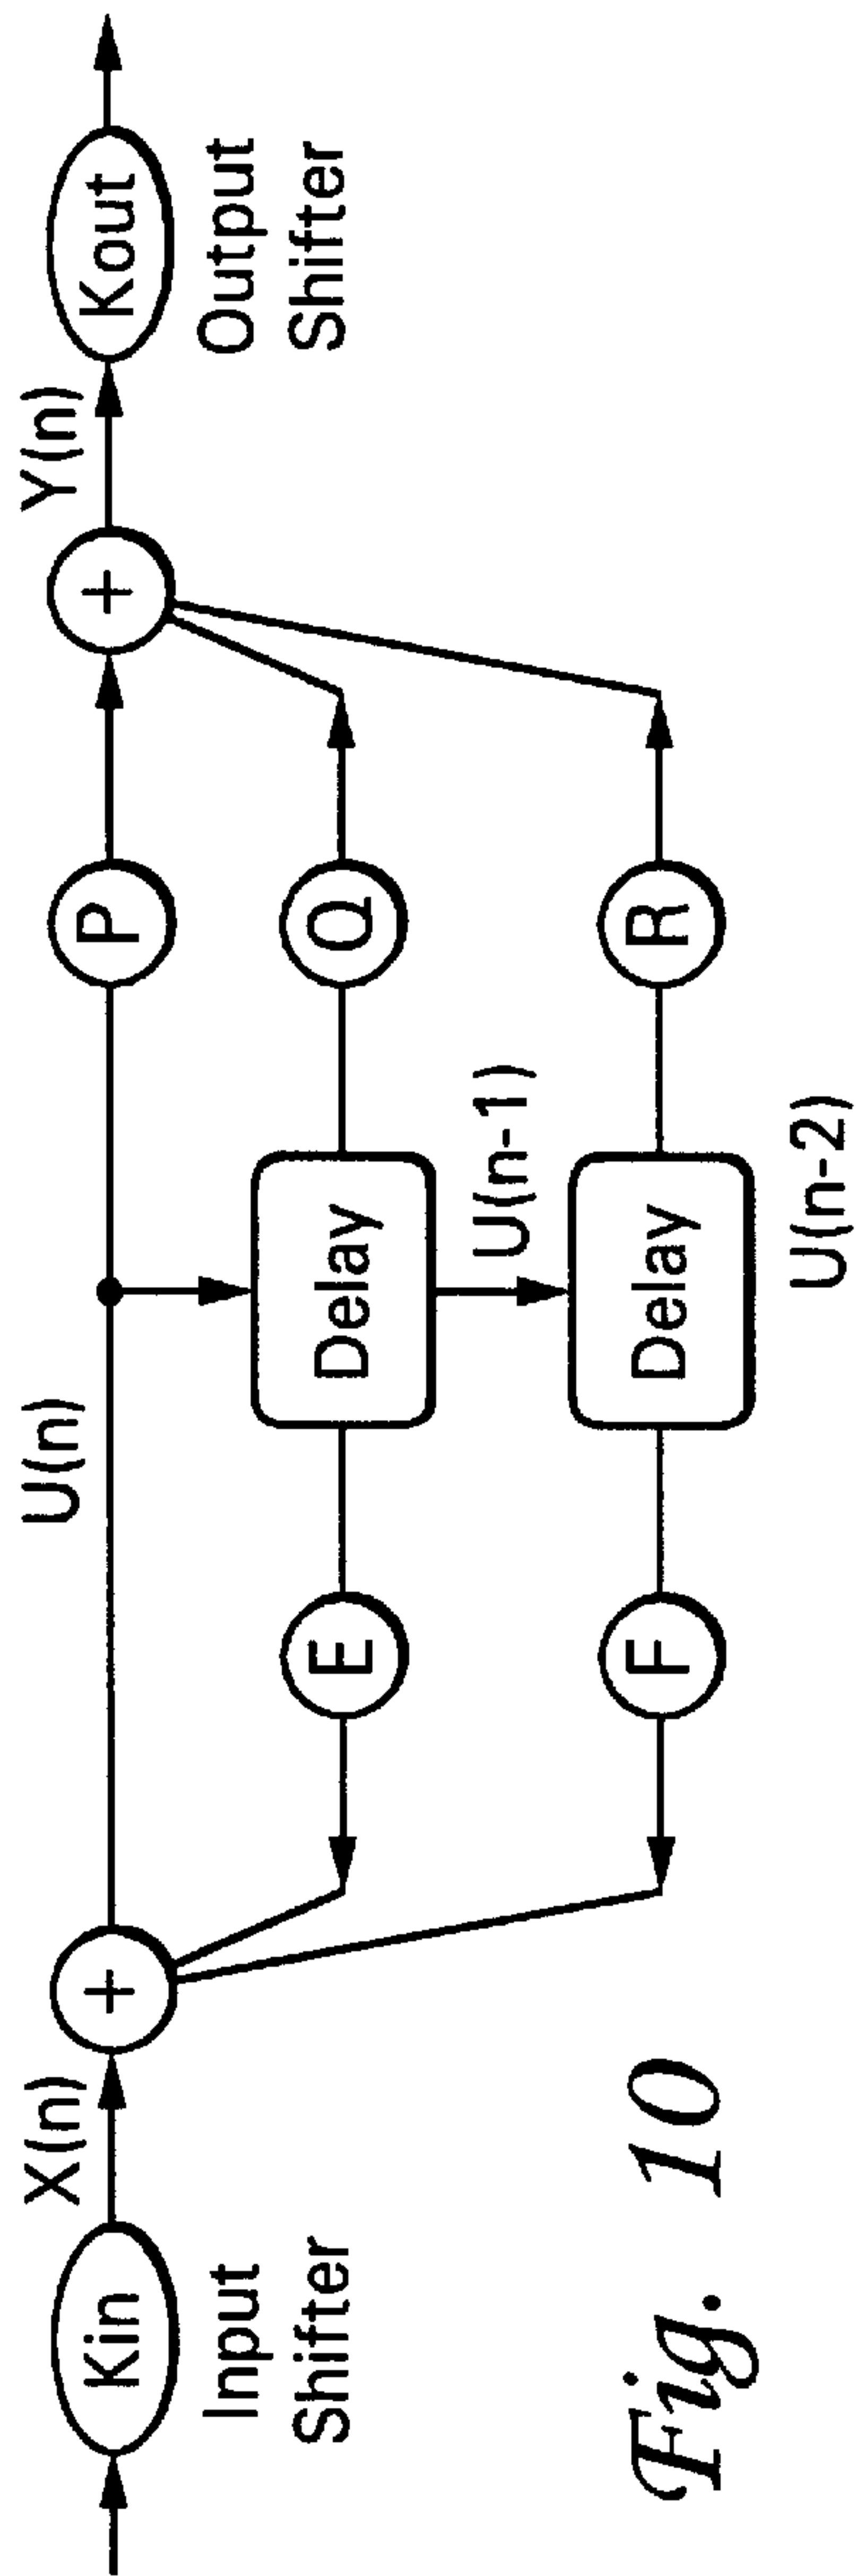 X(n)
U(n)
Y(n)
Kin
+
P
+
Kout
Input
Shifter
Output
Shifter
E
Delay
Q
U(n-1)
F
Delay
R
U(n-2)
Fig. 10